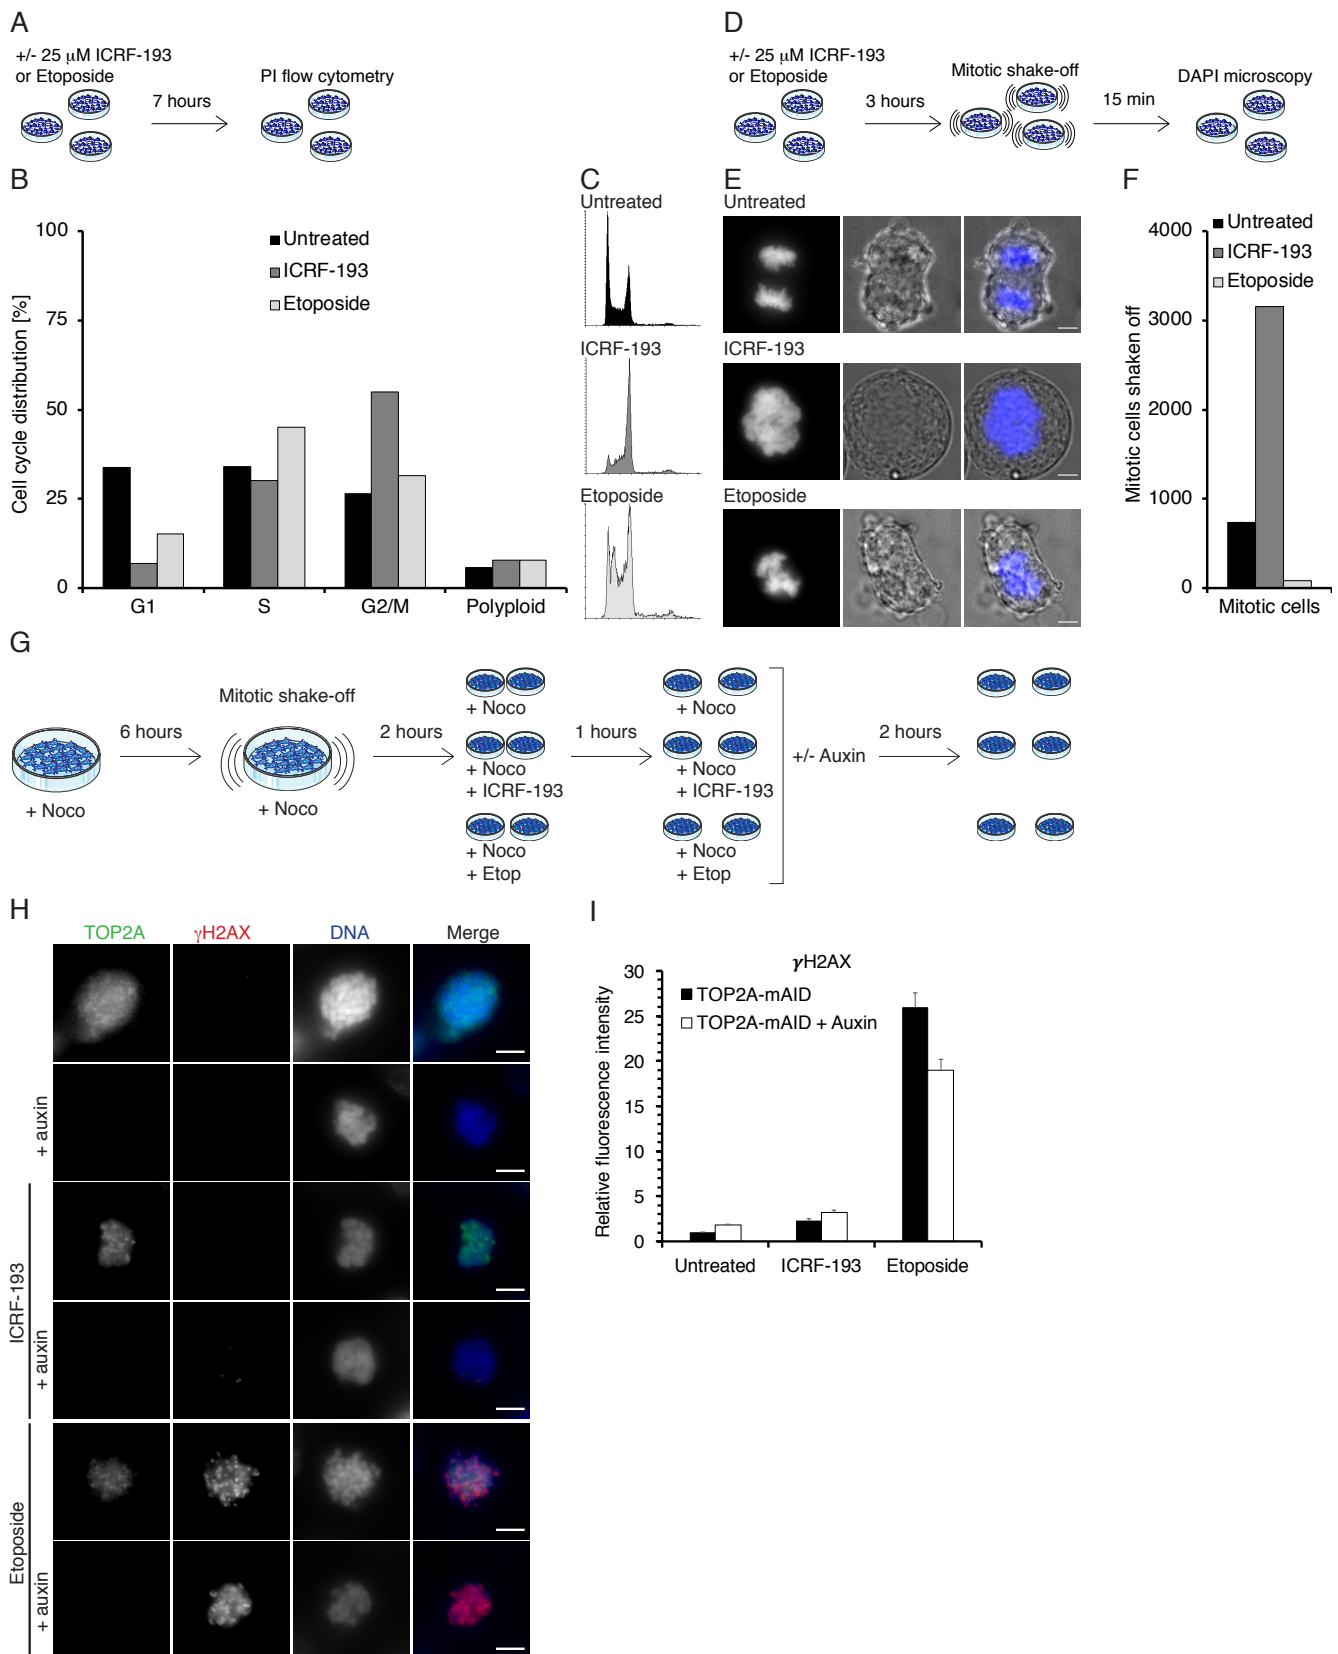 A
+/- 25 μM ICRF-193
or Etoposide
7 hours
PI flow cytometry
D
+/- 25 μM ICRF-193
or Etoposide
3 hours
Mitotic shake-off
15 min
DAPI microscopy
B
Cell cycle distribution [%]
100
75
50
25
0
Untreated
ICRF-193
Etoposide
G1
S
G2/M
Polyploid
C
Untreated
ICRF-193
Etoposide
E
Untreated
ICRF-193
Etoposide
F
Mitotic cells shaken off
4000
3000
2000
1000
0
Untreated
ICRF-193
Etoposide
Mitotic cells
G
+ Noco
6 hours
Mitotic shake-off
+ Noco
2 hours
+ Noco
+ Noco
+ ICRF-193
+ Noco
+ Etop
1 hours
+ Noco
+ Noco
+ ICRF-193
+ Noco
+ Etop
+/- Auxin
2 hours
H
TOP2A
γH2AX
DNA
Merge
+ auxin
ICRF-193
+ auxin
Etoposide
+ auxin
I
γH2AX
Relative fluorescence intensity
30
25
20
15
10
5
0
TOP2A-mAID
TOP2A-mAID + Auxin
Untreated
ICRF-193
Etoposide